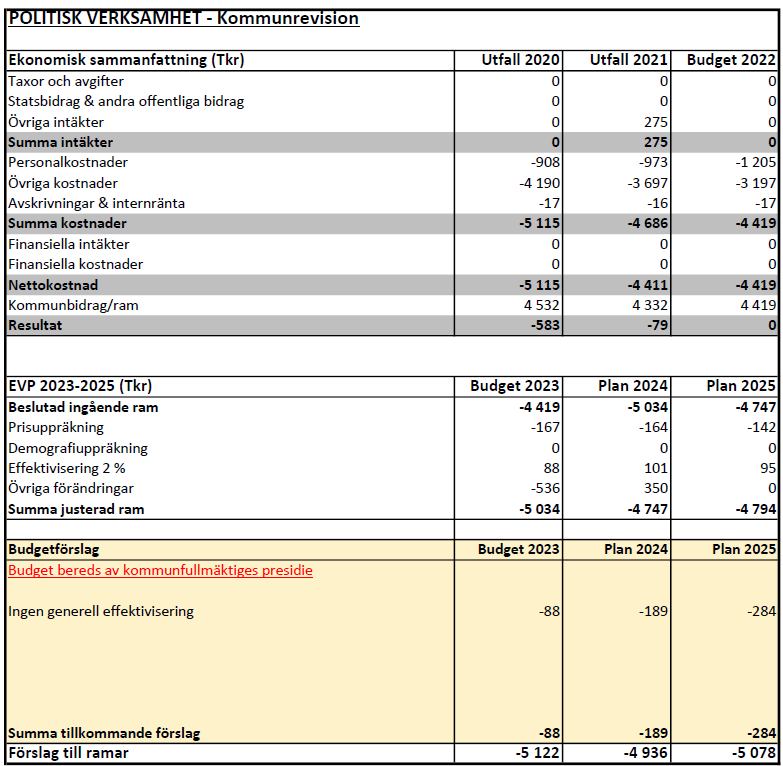 POLITISK VERKSAMHET - Kommunrevision
Ekonomisk sammanfattning (Tkr) Utfall 2020 Utfall 2021 Budget 2022
Taxor och avgifter 0 0 0
Statsbidrag & andra offentliga bidrag 0 0 0
Övriga intäkter 0 275 0
Summa intäkter 0 275 0
Personalkostnader -908 -973 -1 205
Övriga kostnader -4 190 -3 697 -3 197
Avskrivningar & internränta -17 -16 -17
Summa kostnader -5 115 -4 686 -4 419
Finansiella intäkter 0 0 0
Finansiella kostnader 0 0 0
Nettokostnad -5 115 -4 411 -4 419
Kommunbidrag/ram 4 532 4 332 4 419
Resultat -583 -79 0
EVP 2023-2025 (Tkr) Budget 2023 Plan 2024 Plan 2025
Beslutad ingående ram -4 419 -5 034 -4 747
Prisuppräkning -167 -164 -142
Demografiuppräkning 0 0 0
Effektivisering 2 % 88 101 95
Övriga förändringar -536 350 0
Summa justerad ram -5 034 -4 747 -4 794
Budgetförslag Budget 2023 Plan 2024 Plan 2025
Budget bereds av kommunfullmäktiges presidie
Ingen generell effektivisering -88 -189 -284
Summa tillkommande förslag -88 -189 -284
Förslag till ramar -5 122 -4 936 -5 078